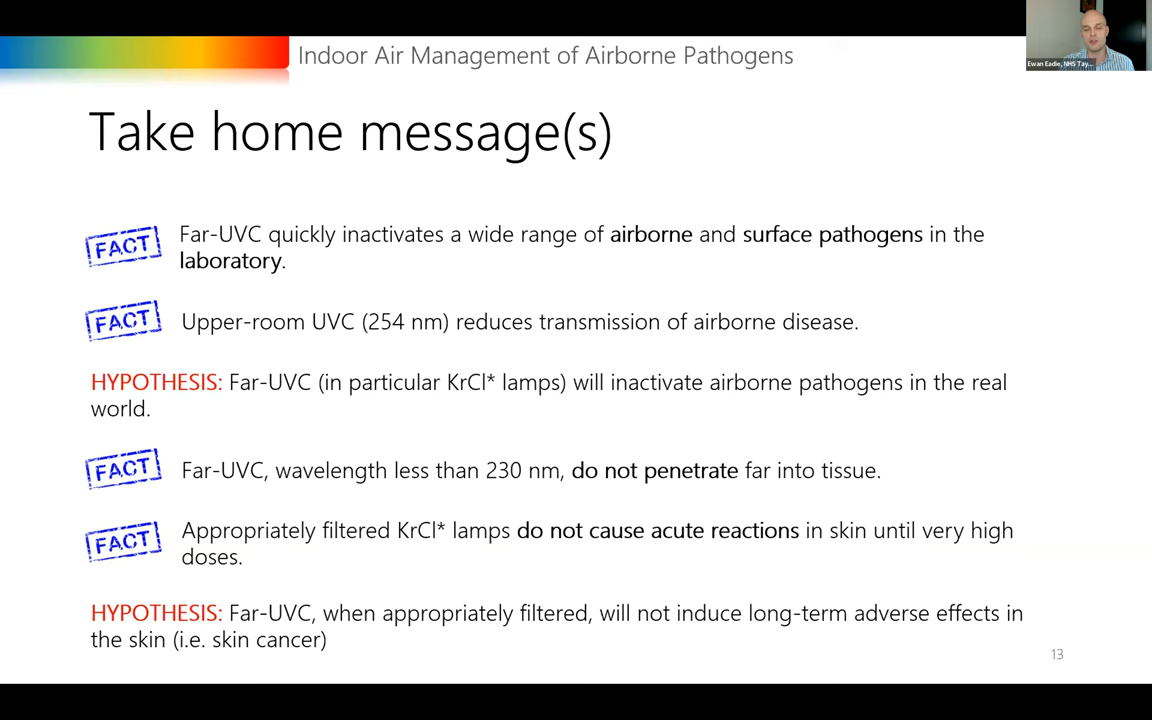 Indoor Air Management of Airborne Pathogens
Ewan Eadie, NHS Tay...
Take home message(s)
FACT
Far-UVC quickly inactivates a wide range of airborne and surface pathogens in the
laboratory.
FACT
Upper-room UVC (254 nm) reduces transmission of airborne disease.
HYPOTHESIS: Far-UVC (in particular KrCl* lamps) will inactivate airborne pathogens in the real
world.
FACT
Far-UVC, wavelength less than 230 nm, do not penetrate far into tissue.
FACT
Appropriately filtered KrCl* lamps do not cause acute reactions in skin until very high
doses.
HYPOTHESIS: Far-UVC, when appropriately filtered, will not induce long-term adverse effects in
the skin (i.e. skin cancer)
13